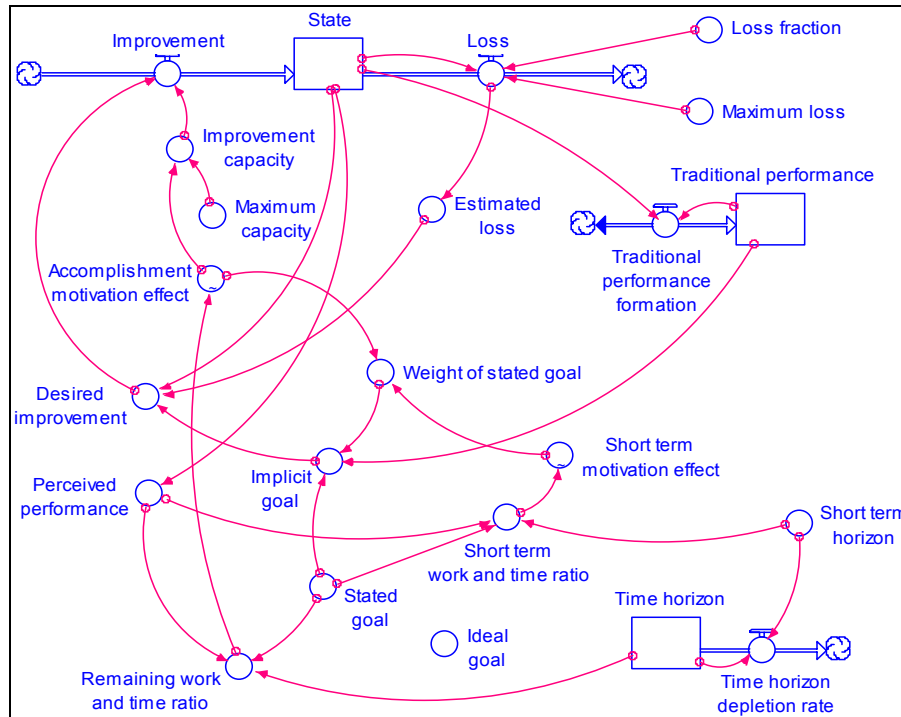 State
Improvement
Loss
Loss fraction
Maximum loss
Improvement
capacity
Traditional performance
Maximum
capacity
Estimated
loss
Accomplishment
motivation effect
Traditional
performance
formation
Weight of stated goal
Desired
improvement
Short term
motivation effect
Implicit
goal
Perceived
performance
Short term
horizon
Short term
work and time ratio
Stated
goal
Time horizon
Ideal
goal
Remaining work
and time ratio
Time horizon
depletion rate